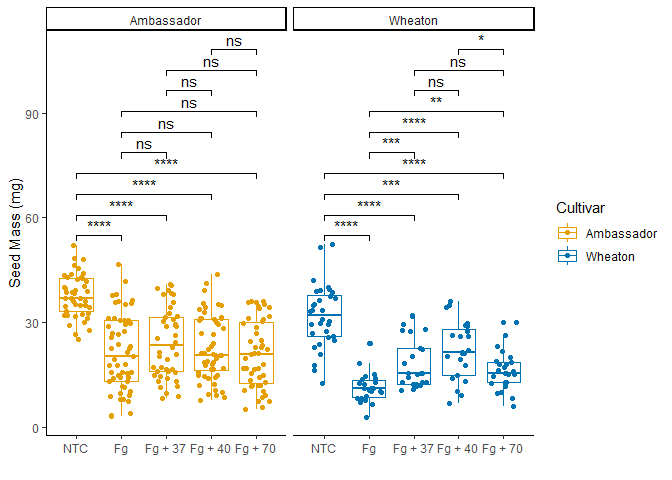 Ambassador
Wheaton
ns
ns
ns
ns
ns
ns
****
****
****
****
*
ns
ns
**
****
***
****
***
****
****
Seed Mass (mg)
90
60
30
0
NTC Fg Fg + 37 Fg + 40 Fg + 70
NTC Fg Fg + 37 Fg + 40 Fg + 70
Cultivar
Ambassador
Wheaton